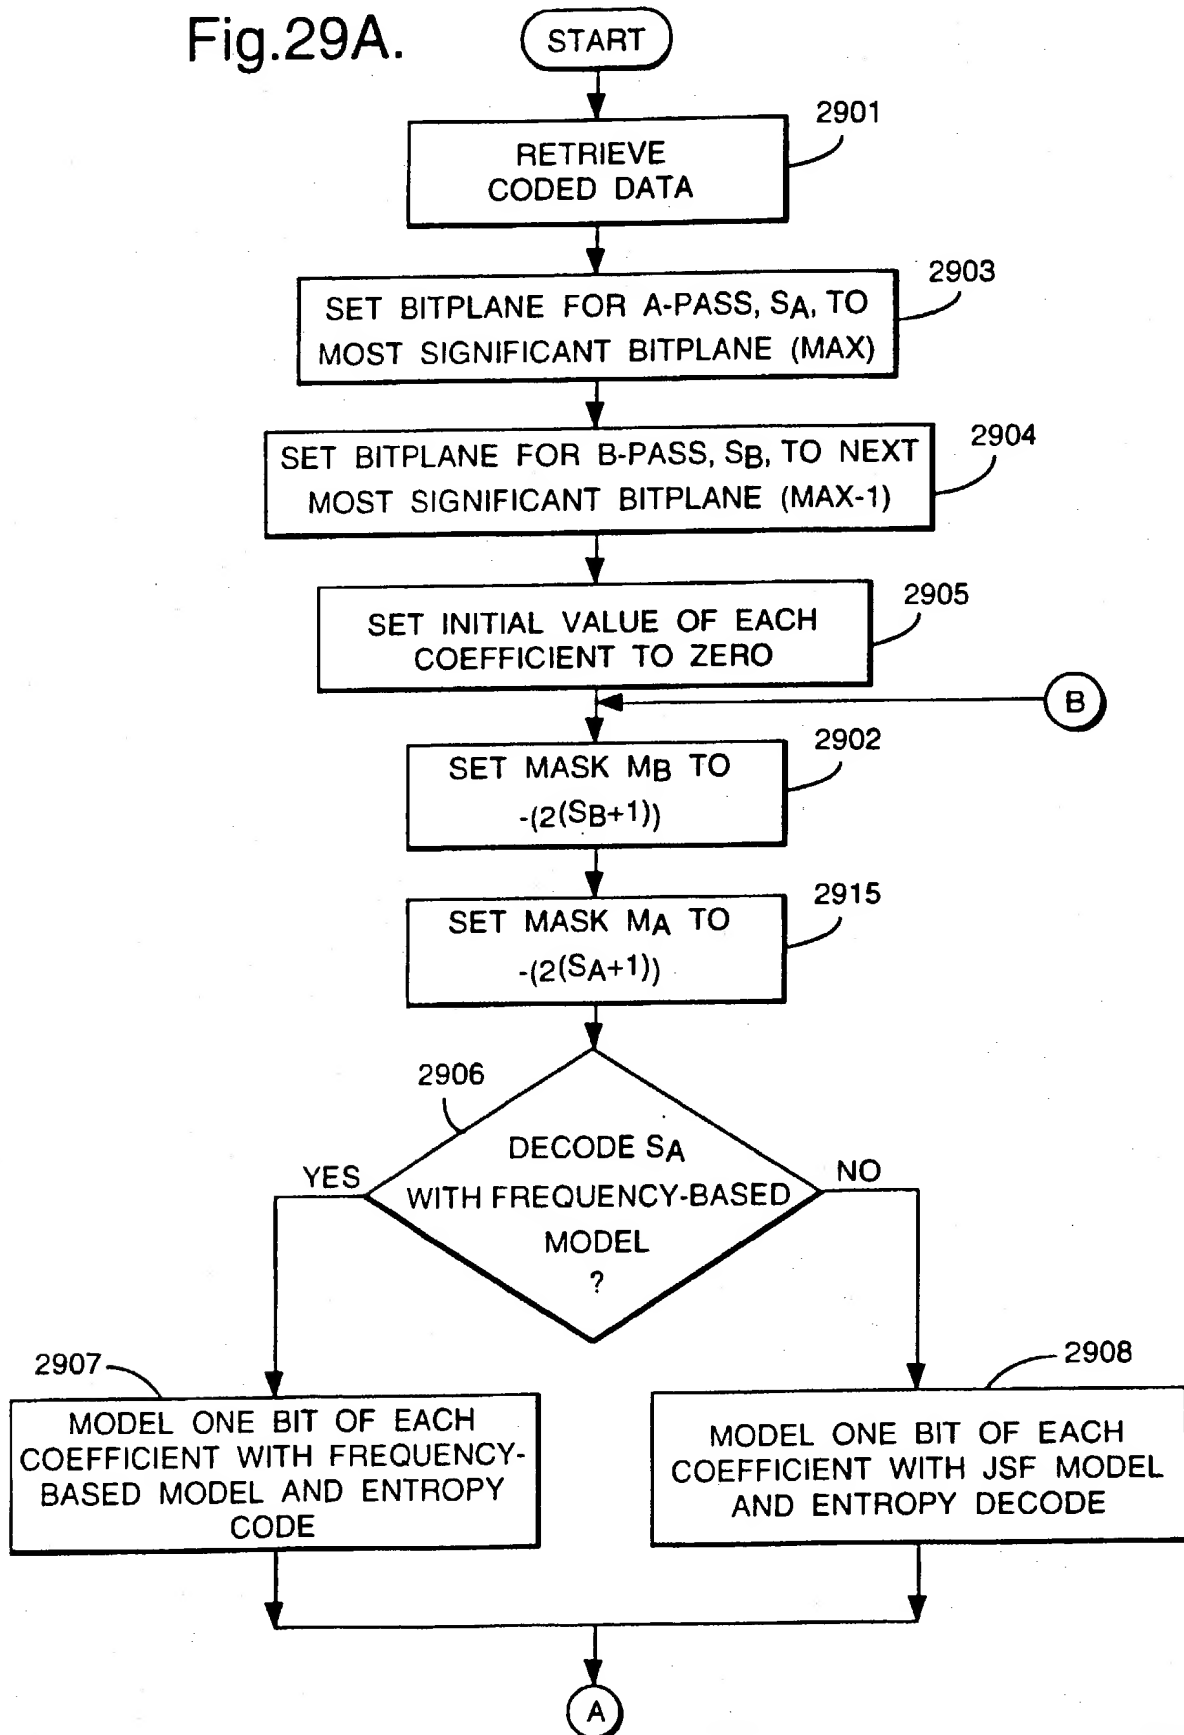 Fig.29A.
START
2901
RETRIEVE
CODED DATA
2903
SET BITPLANE FOR A-PASS, SA, TO
MOST SIGNIFICANT BITPLANE (MAX)
2904
SET BITPLANE FOR B-PASS, SB, TO NEXT
MOST SIGNIFICANT BITPLANE (MAX-1)
2905
SET INITIAL VALUE OF EACH
COEFFICIENT TO ZERO
B
2902
SET MASK MB TO
-(2(SB+1))
2915
SET MASK MA TO
-(2(SA+1))
2906
DECODE SA
WITH FREQUENCY-BASED
MODEL
?
YES
NO
2907
MODEL ONE BIT OF EACH
COEFFICIENT WITH FREQUENCY-
BASED MODEL AND ENTROPY
CODE
2908
MODEL ONE BIT OF EACH
COEFFICIENT WITH JSF MODEL
AND ENTROPY DECODE
A